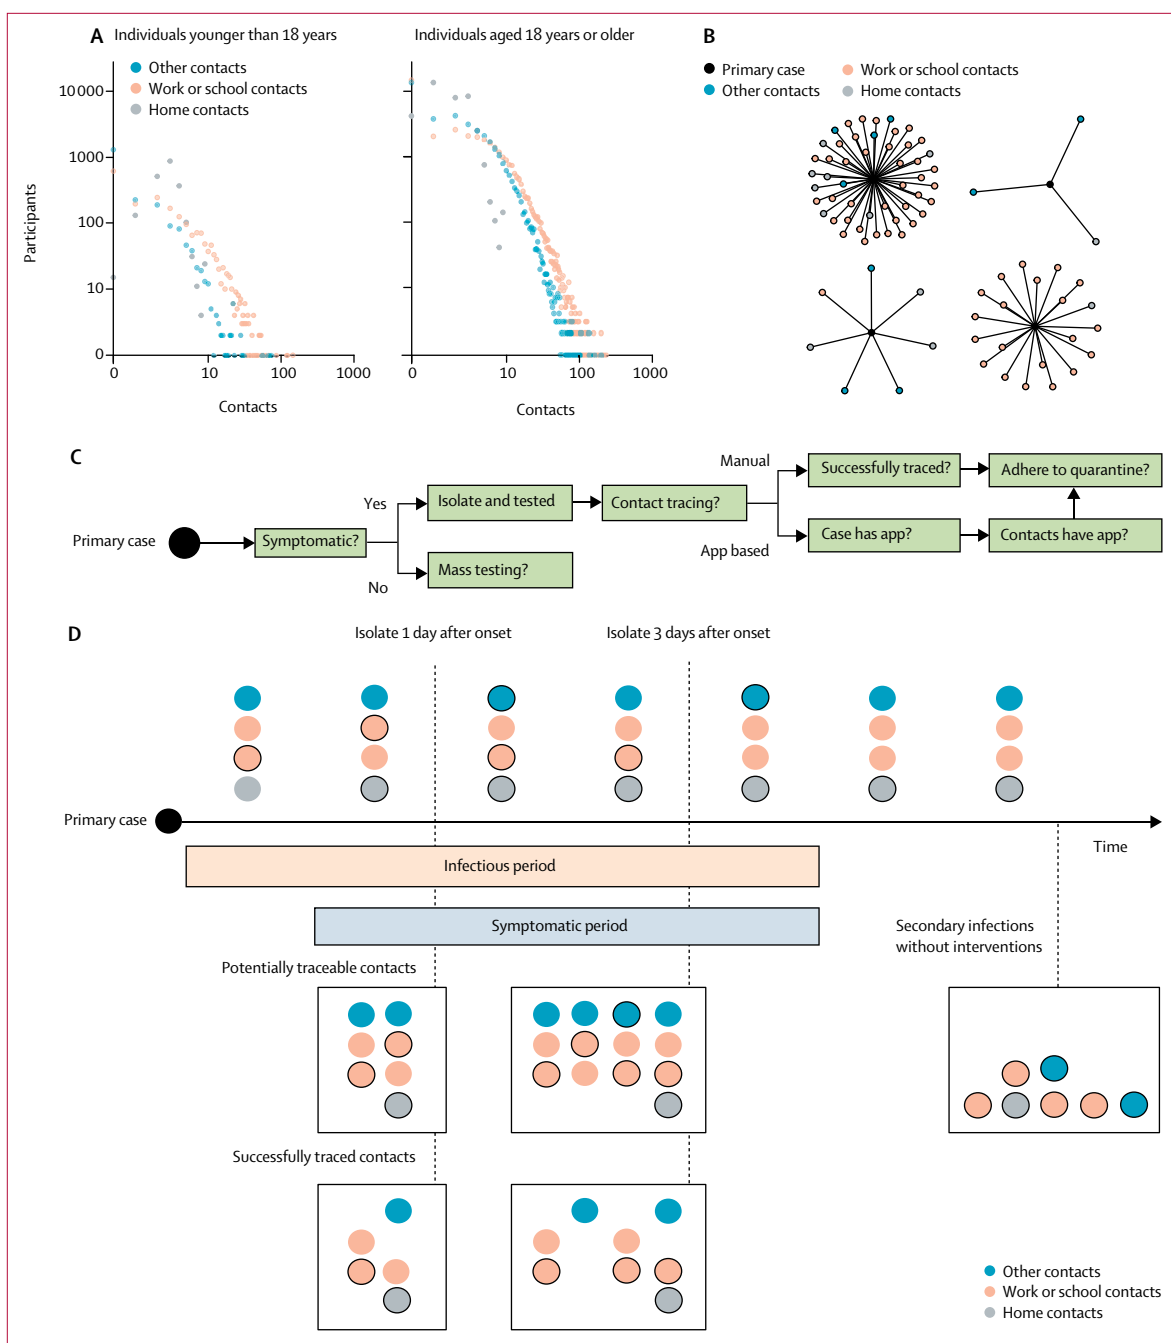 A Individuals younger than 18 years
Individuals aged 18 years or older
Other contacts
Work or school contacts
Home contacts
Participants
10 000
1000
100
10
0
0 10 100 1000
Contacts
0 10 100 1000
Contacts
B
Primary case
Other contacts
Work or school contacts
Home contacts
C
Primary case
Symptomatic?
Yes
No
Isolate and tested
Mass testing?
Contact tracing?
Manual
App based
Successfully traced?
Case has app?
Adhere to quarantine?
Contacts have app?
D
Isolate 1 day after onset
Isolate 3 days after onset
Primary case
Time
Infectious period
Symptomatic period
Secondary infections
without interventions
Potentially traceable contacts
Successfully traced contacts
Other contacts
Work or school contacts
Home contacts